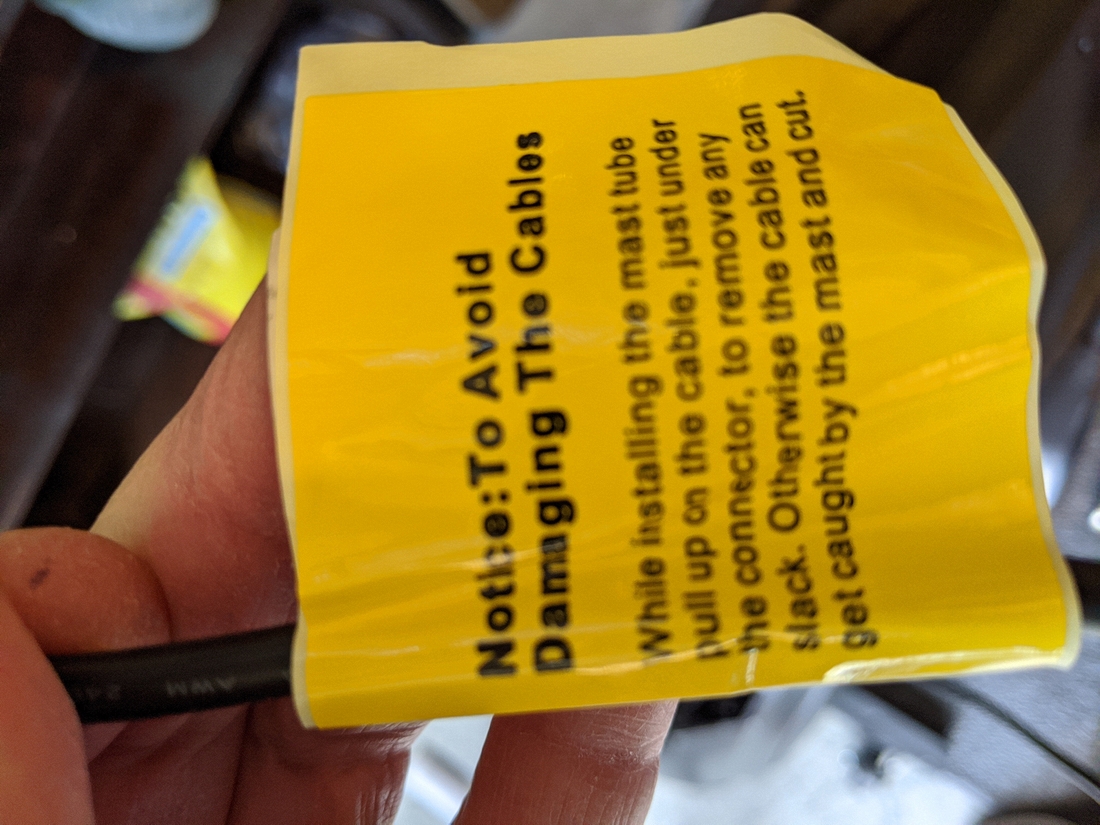 Notice:To Avoid
Damaging The Cables
While installing the mast tube
pull up on the cable, just under
the connector, to remove any
slack. Otherwise the cable can
get caught by the mast and cut.
AWM 24